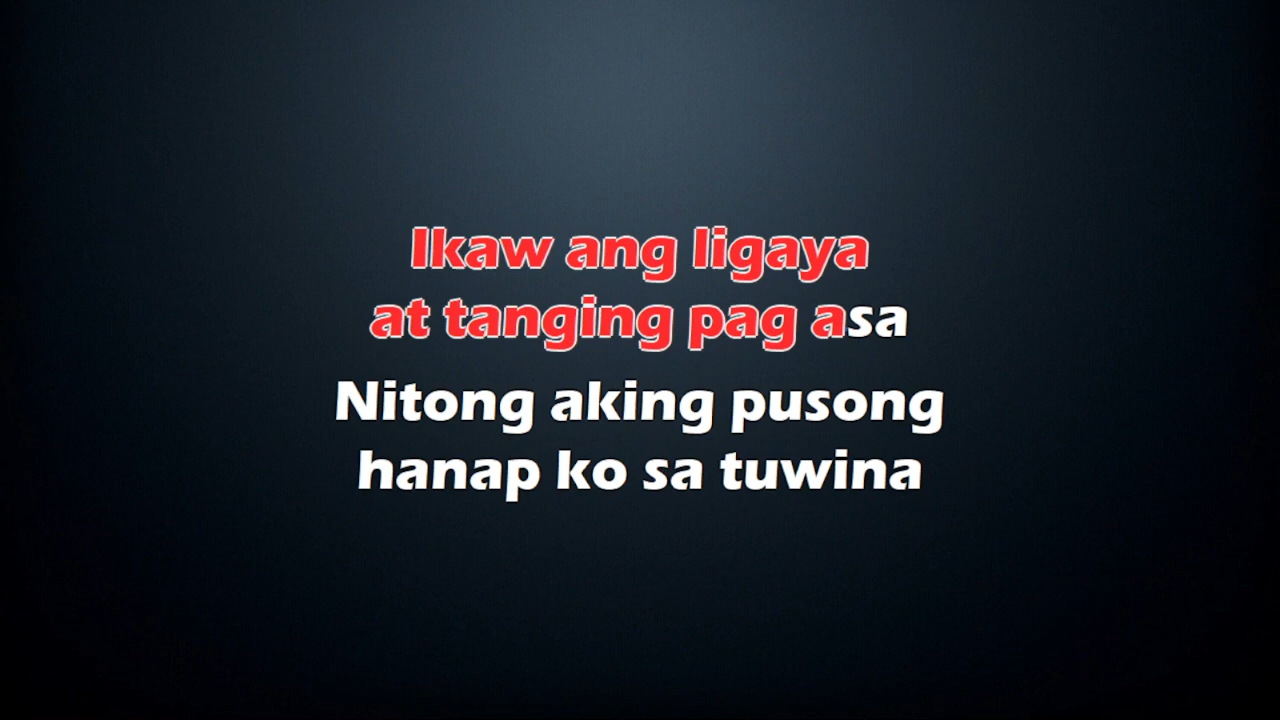 Ikaw ang ligaya
at tanging pag asa
Nitong aking pusong
hanap ko sa tuwina